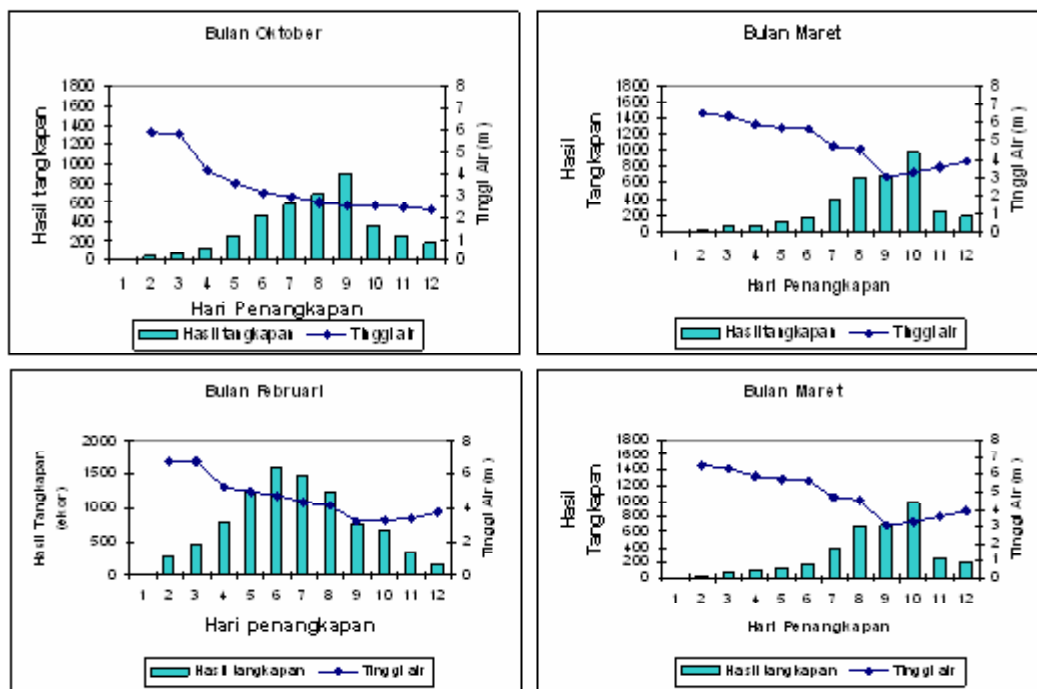 Bulan Oktober
Hasil tangkapan
1800
1600
1400
1200
1000
800
600
400
200
0
8
7
6
5
4
3
2
1
0
Tinggi Air (m)
1 2 3 4 5 6 7 8 9 10 11 12
Hari Penangkapan
Hasil tangkapan Tinggi air
Bulan Maret
Hasil
Tangkapan
1800
1600
1400
1200
1000
800
600
400
200
0
8
7
6
5
4
3
2
1
0
Tinggi Air (m)
1 2 3 4 5 6 7 8 9 10 11 12
Hari Penangkapan
Hasil tangkapan Tinggi air
Bulan Februari
Hasil Tangkapan
(ekor)
2000
1500
1000
500
0
8
6
4
2
0
Tinggi Air (m)
1 2 3 4 5 6 7 8 9 10 11 12
Hari penangkapan
Hasil tangkapan Tinggi air
Bulan Maret
Hasil
Tangkapan
1800
1600
1400
1200
1000
800
600
400
200
0
8
7
6
5
4
3
2
1
0
Tinggi Air (m)
1 2 3 4 5 6 7 8 9 10 11 12
Hari Penangkapan
Hasil tangkapan Tinggi air